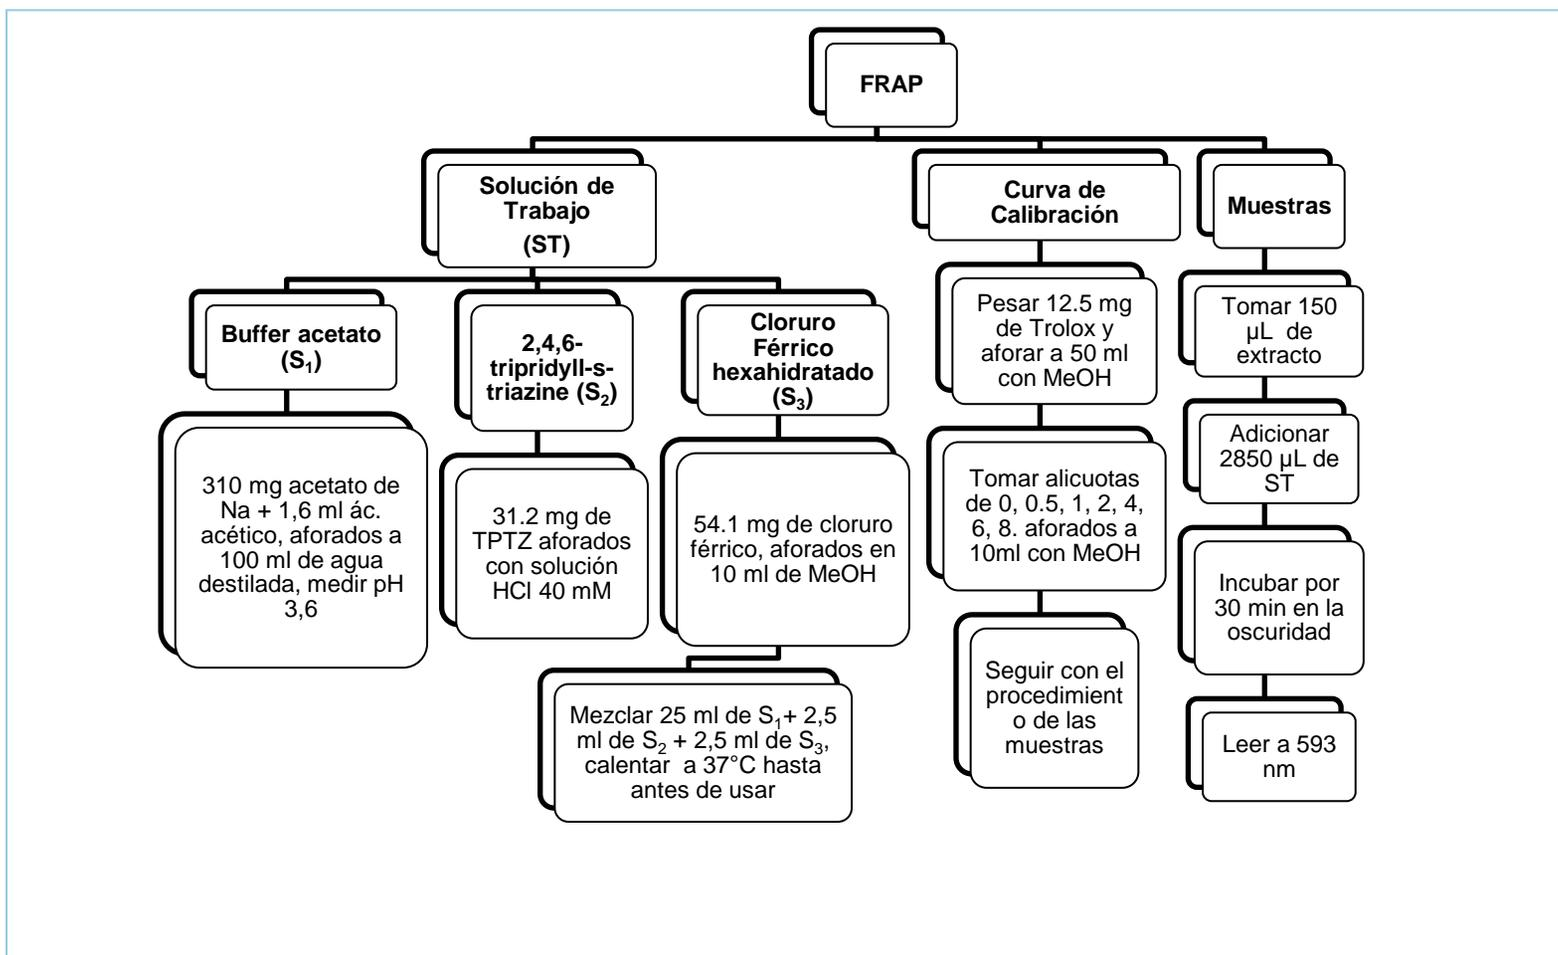 FRAP
Solución de
Trabajo
(ST)
Buffer acetato
(S₁)
310 mg acetato de
Na + 1,6 ml ác.
acético, aforados a
100 ml de agua
destilada, medir pH
3,6
2,4,6-
tripridyll-s-
triazine (S₂)
31.2 mg de
TPTZ aforados
con solución
HCl 40 mM
Cloruro
Férrico
hexahidratado
(S₃)
54.1 mg de cloruro
férrico, aforados en
10 ml de MeOH
Mezclar 25 ml de S₁+ 2,5
ml de S₂ + 2,5 ml de S₃,
calentar a 37°C hasta
antes de usar
Curva de
Calibración
Pesar 12.5 mg
de Trolox y
aforar a 50 ml
con MeOH
Tomar alicuotas
de 0, 0.5, 1, 2, 4,
6, 8. aforados a
10ml con MeOH
Seguir con el
procedimient
o de las
muestras
Muestras
Tomar 150
µL de
extracto
Adicionar
2850 µL de
ST
Incubar por
30 min en la
oscuridad
Leer a 593
nm